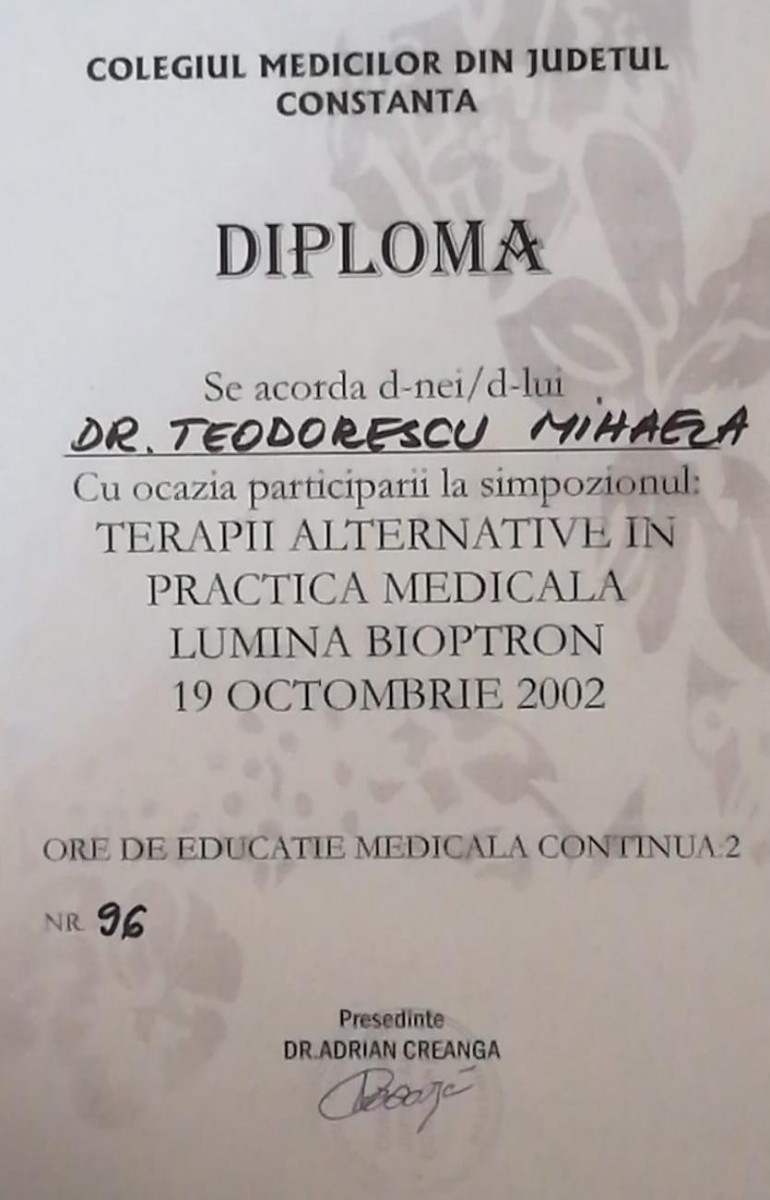 COLEGIUL MEDICILOR DIN JUDETUL
CONSTANTA
DIPLOMA
Se acorda d-nei/d-lui
DR. TEODORESCU MIHAELA
Cu ocazia participarii la simpozionul:
TERAPII ALTERNATIVE IN
PRACTICA MEDICALA
LUMINA BIOPTRON
19 OCTOMBRIE 2002
ORE DE EDUCATIE MEDICALA CONTINUA:2
NR 96
Presedinte
DR.ADRIAN CREANGA